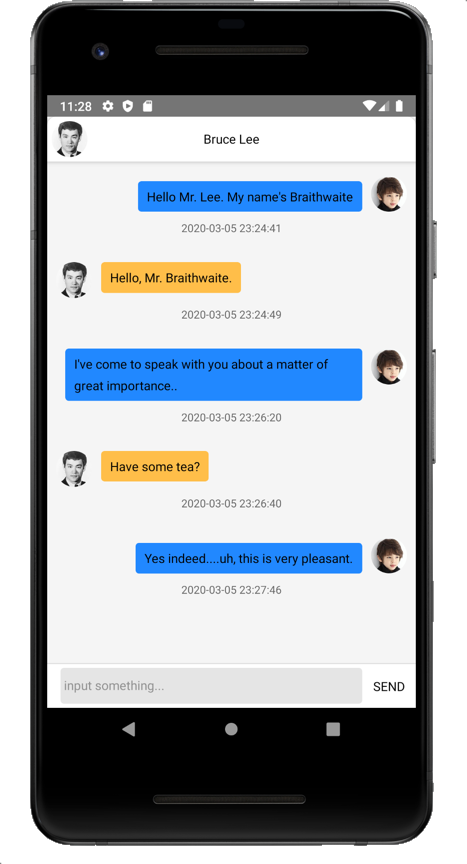 11:28
Bruce Lee
Hello Mr. Lee. My name's Braithwaite
2020-03-05 23:24:41
Hello, Mr. Braithwaite.
2020-03-05 23:24:49
I've come to speak with you about a matter of
great importance..
2020-03-05 23:26:20
Have some tea?
2020-03-05 23:26:40
Yes indeed....uh, this is very pleasant.
2020-03-05 23:27:46
input something...
SEND